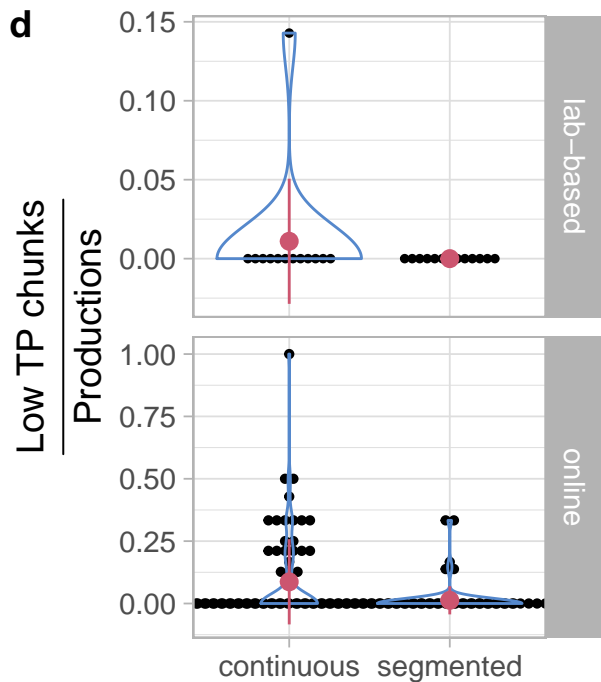 d
Low TP chunks
Productions
0.15
0.10
0.05
0.00
lab−based
1.00
0.75
0.50
0.25
0.00
online
continuous segmented